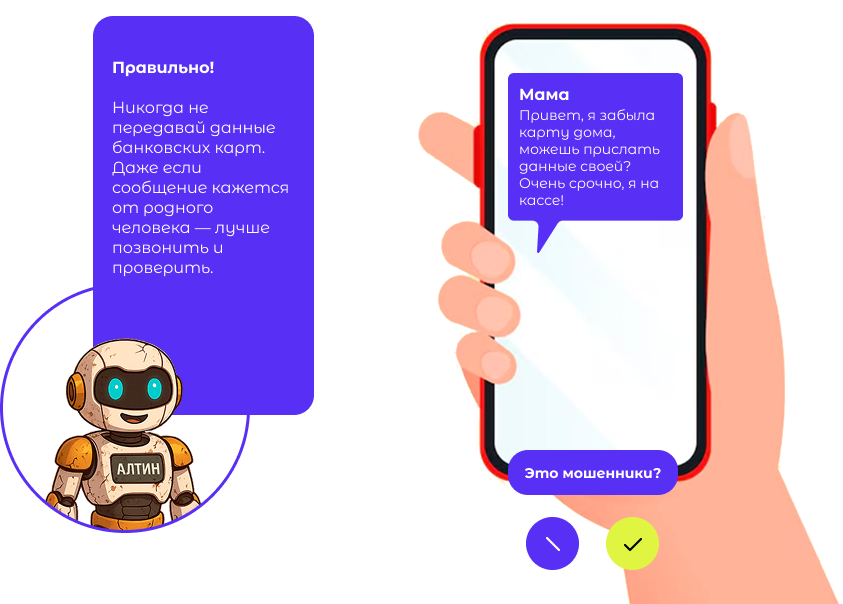 Правильно!
Никогда не
передавай данные
банковских карт.
Даже если
сообщение кажется
от родного
человека — лучше
позвонить и
проверить.
АЛТИН
Мама
Привет, я забыла
карту дома,
можешь прислать
данные своей?
Очень срочно, я на
кассе!
Это мошенники?